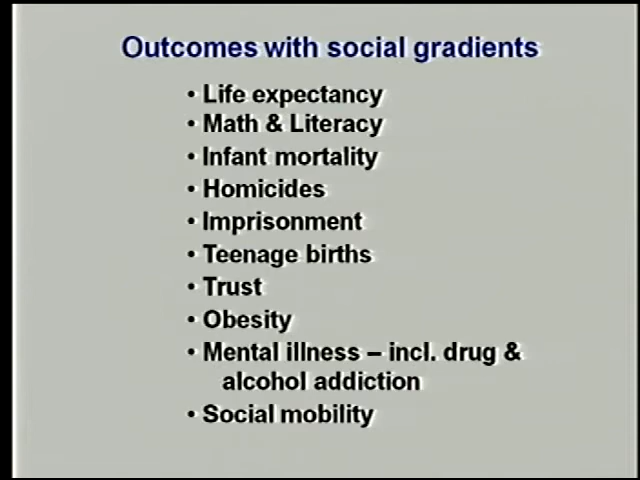 Outcomes with social gradients
• Life expectancy
• Math & Literacy
• Infant mortality
• Homicides
• Imprisonment
• Teenage births
• Trust
• Obesity
• Mental illness – incl. drug &
alcohol addiction
• Social mobility